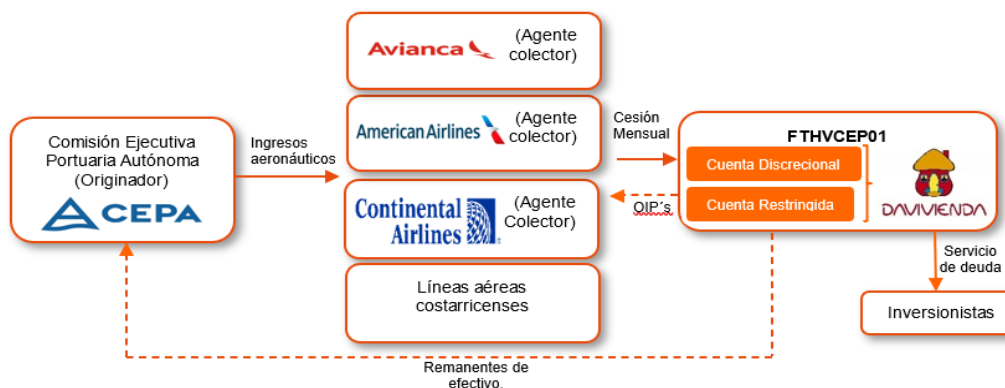 Comisión Ejecutiva
Portuaria Autónoma
(Originador)
CEPA
Ingresos
aeronáuticos
Avianca
(Agente
colector)
American Airlines
(Agente
colector)
Continental
Airlines
(Agente
Colector)
Líneas aéreas
costarricenses
Cesión
Mensual
OIP´s
FTHVCEP01
Cuenta Discrecional
Cuenta Restringida
DAVIVIENDA
Servicio
de deuda
Inversionistas
Remanentes de
efectivo.